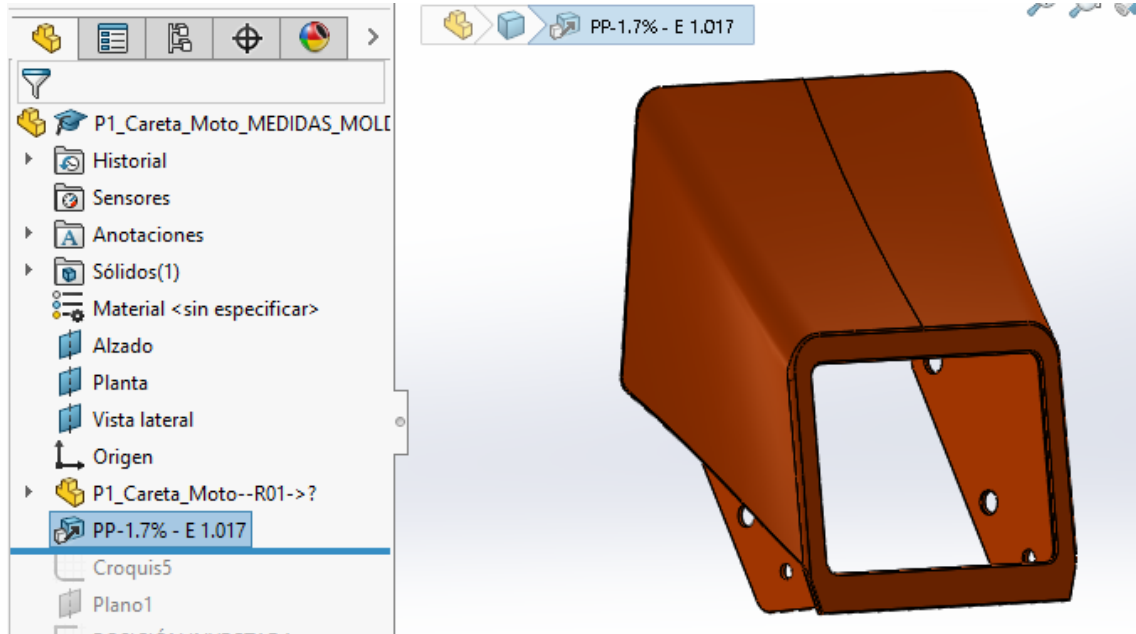 PP-1.7% - E 1.017
P1_Careta_Moto_MEDIDAS_MOL
Historial
Sensores
Anotaciones
Sólidos(1)
Material <sin especificar>
Alzado
Planta
Vista lateral
Origen
P1_Careta_Moto--R01->?
PP-1.7% - E 1.017
Croquis5
Plano1